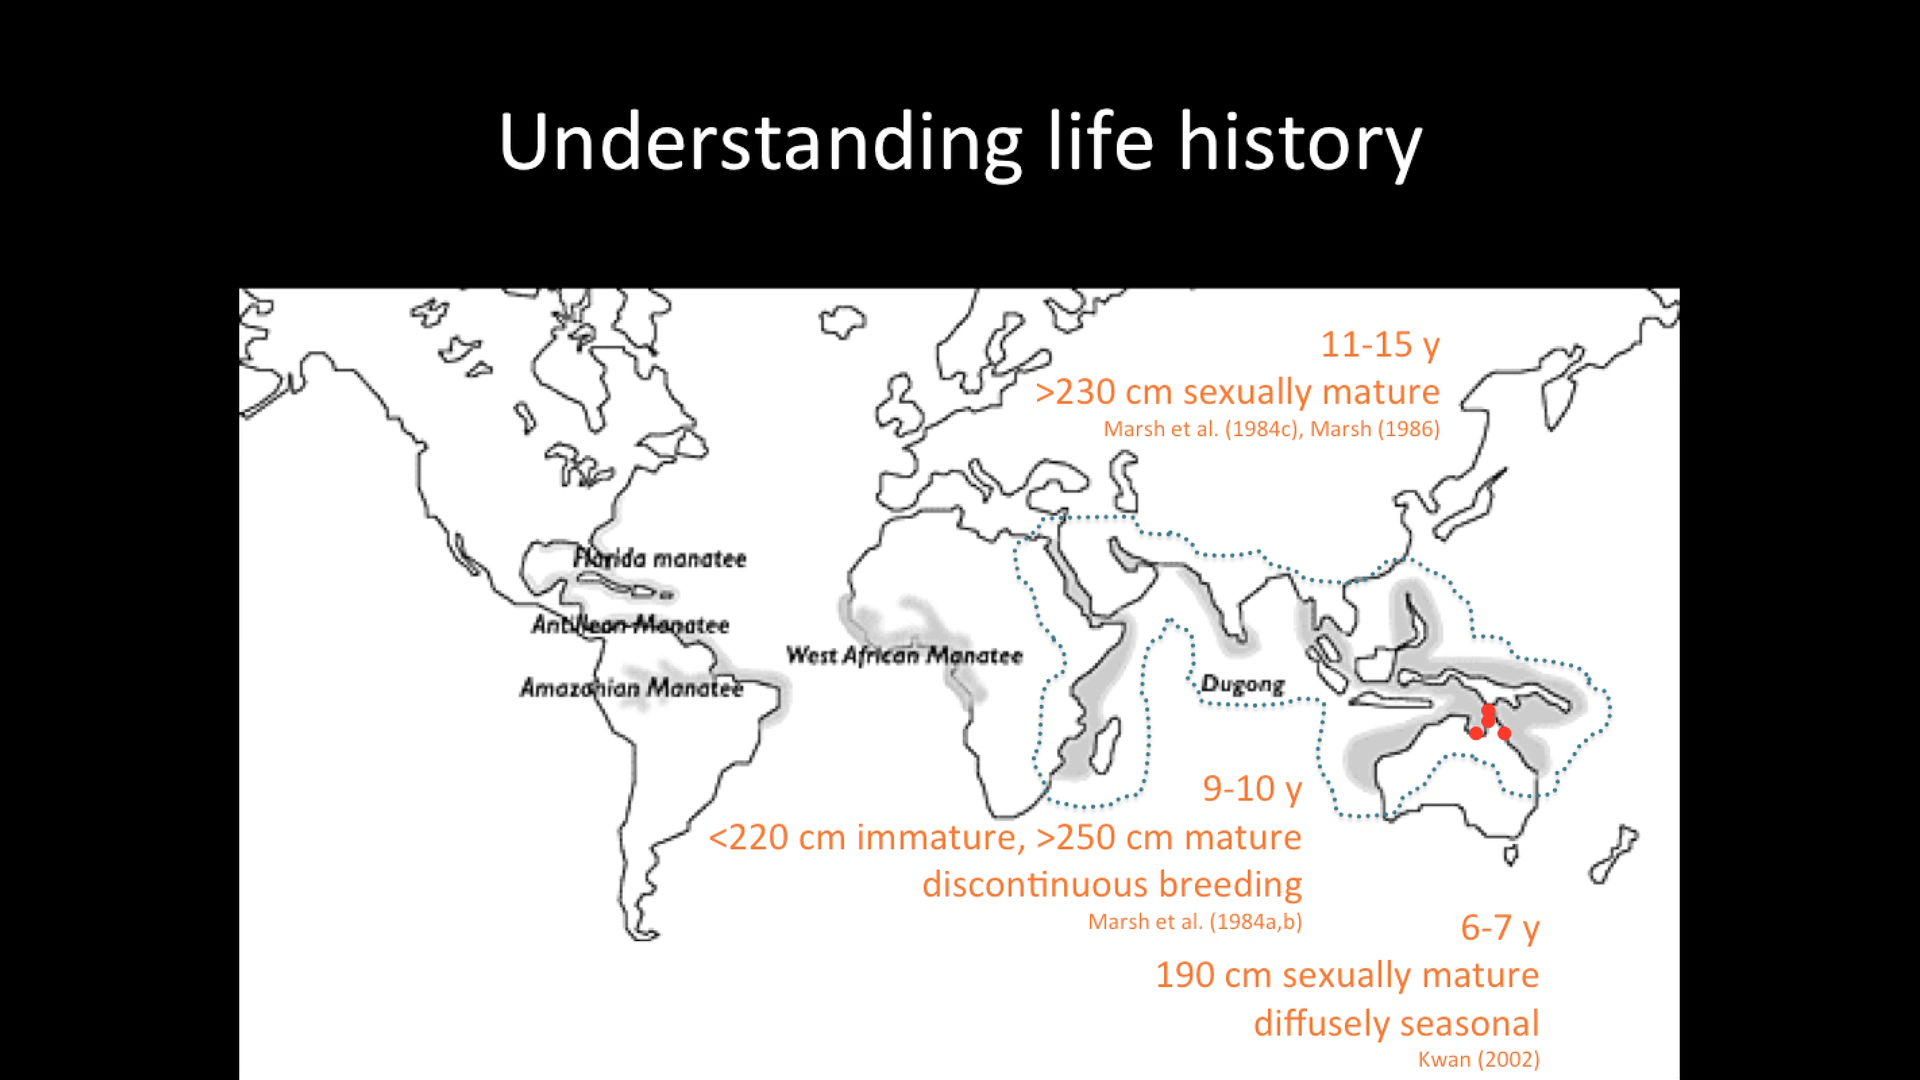 Understanding life history
11-15 y
>230 cm sexually mature
Marsh et al. (1984c), Marsh (1986)
Florida manatee
Antillean Manatee
West African Manatee
Amazonian Manatee
Dugong
9-10 y
<220 cm immature, >250 cm mature
discontinuous breeding
Marsh et al. (1984a,b)
6-7 y
190 cm sexually mature
diffusely seasonal
Kwan (2002)